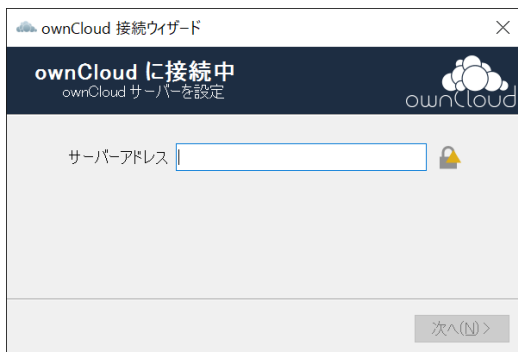 ownCloud 接続ウィザード
ownCloud に接続中
ownCloud サーバーを設定
ownCloud
サーバーアドレス
次へ(N) >